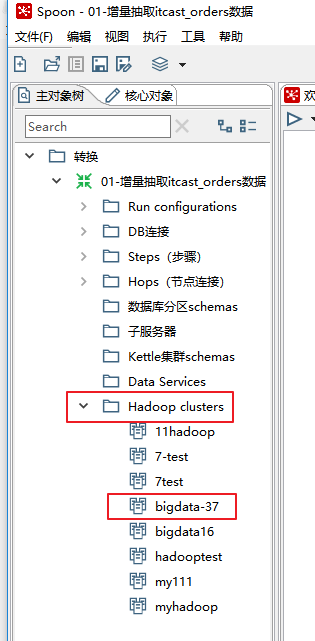 Spoon - 01-增量抽取itcast_orders数据
文件(F) 编辑 视图 执行 工具 帮助
主对象树 核心对象
欢
Search
转换
01-增量抽取itcast_orders数据
Run configurations
DB连接
Steps（步骤）
Hops（节点连接）
数据库分区schemas
子服务器
Kettle集群schemas
Data Services
Hadoop clusters
11hadoop
7-test
7test
bigdata-37
bigdata16
hadooptest
my111
myhadoop